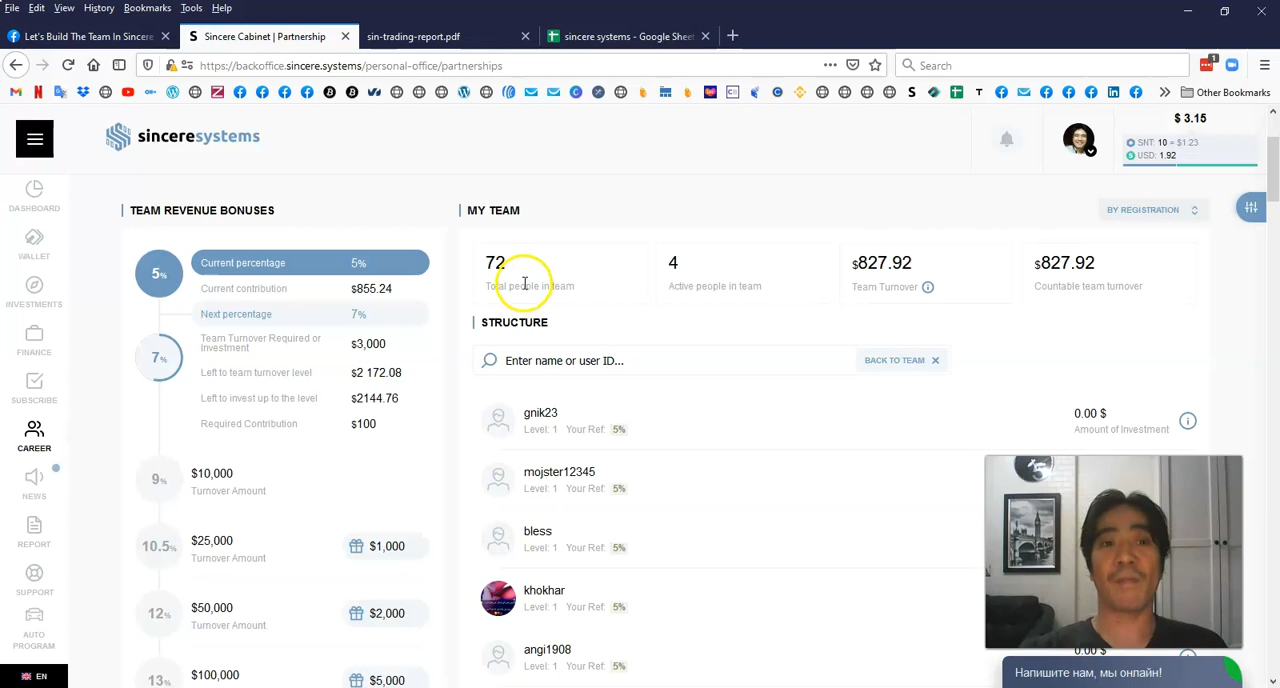 File Edit View History Bookmarks Tools Help
Let's Build The Team In Sincere
Sincere Cabinet | Partnership
sin-trading-report.pdf
sincere systems - Google Sheet
https://backoffice.sincere.systems/personal-office/partnerships
Search
1
Other Bookmarks
sinceresystems
$ 3.15
SNT: 10 = $1.23
USD: 1.92
DASHBOARD
WALLET
INVESTMENTS
FINANCE
SUBSCRIBE
CAREER
NEWS
REPORT
SUPPORT
AUTO
PROGRAM
EN
TEAM REVENUE BONUSES
5%
Current percentage 5%
Current contribution $855.24
Next percentage 7%
7%
Team Turnover Required or
Investment $3,000
Left to team turnover level $2 172.08
Left to invest up to the level $2144.76
Required Contribution $100
9%
$10,000
Turnover Amount
10.5%
$25,000
Turnover Amount
$1,000
12%
$50,000
Turnover Amount
$2,000
13%
$100,000
$5,000
MY TEAM
BY REGISTRATION
72
Total people in team
4
Active people in team
$827.92
Team Turnover
$827.92
Countable team turnover
STRUCTURE
Enter name or user ID...
BACK TO TEAM
gnik23
Level: 1 Your Ref: 5%
0.00 $
Amount of Investment
mojster12345
Level: 1 Your Ref: 5%
bless
Level: 1 Your Ref: 5%
khokhar
Level: 1 Your Ref: 5%
angi1908
Level: 1 Your Ref: 5%
0.00 $
Напишите нам, мы онлайн!